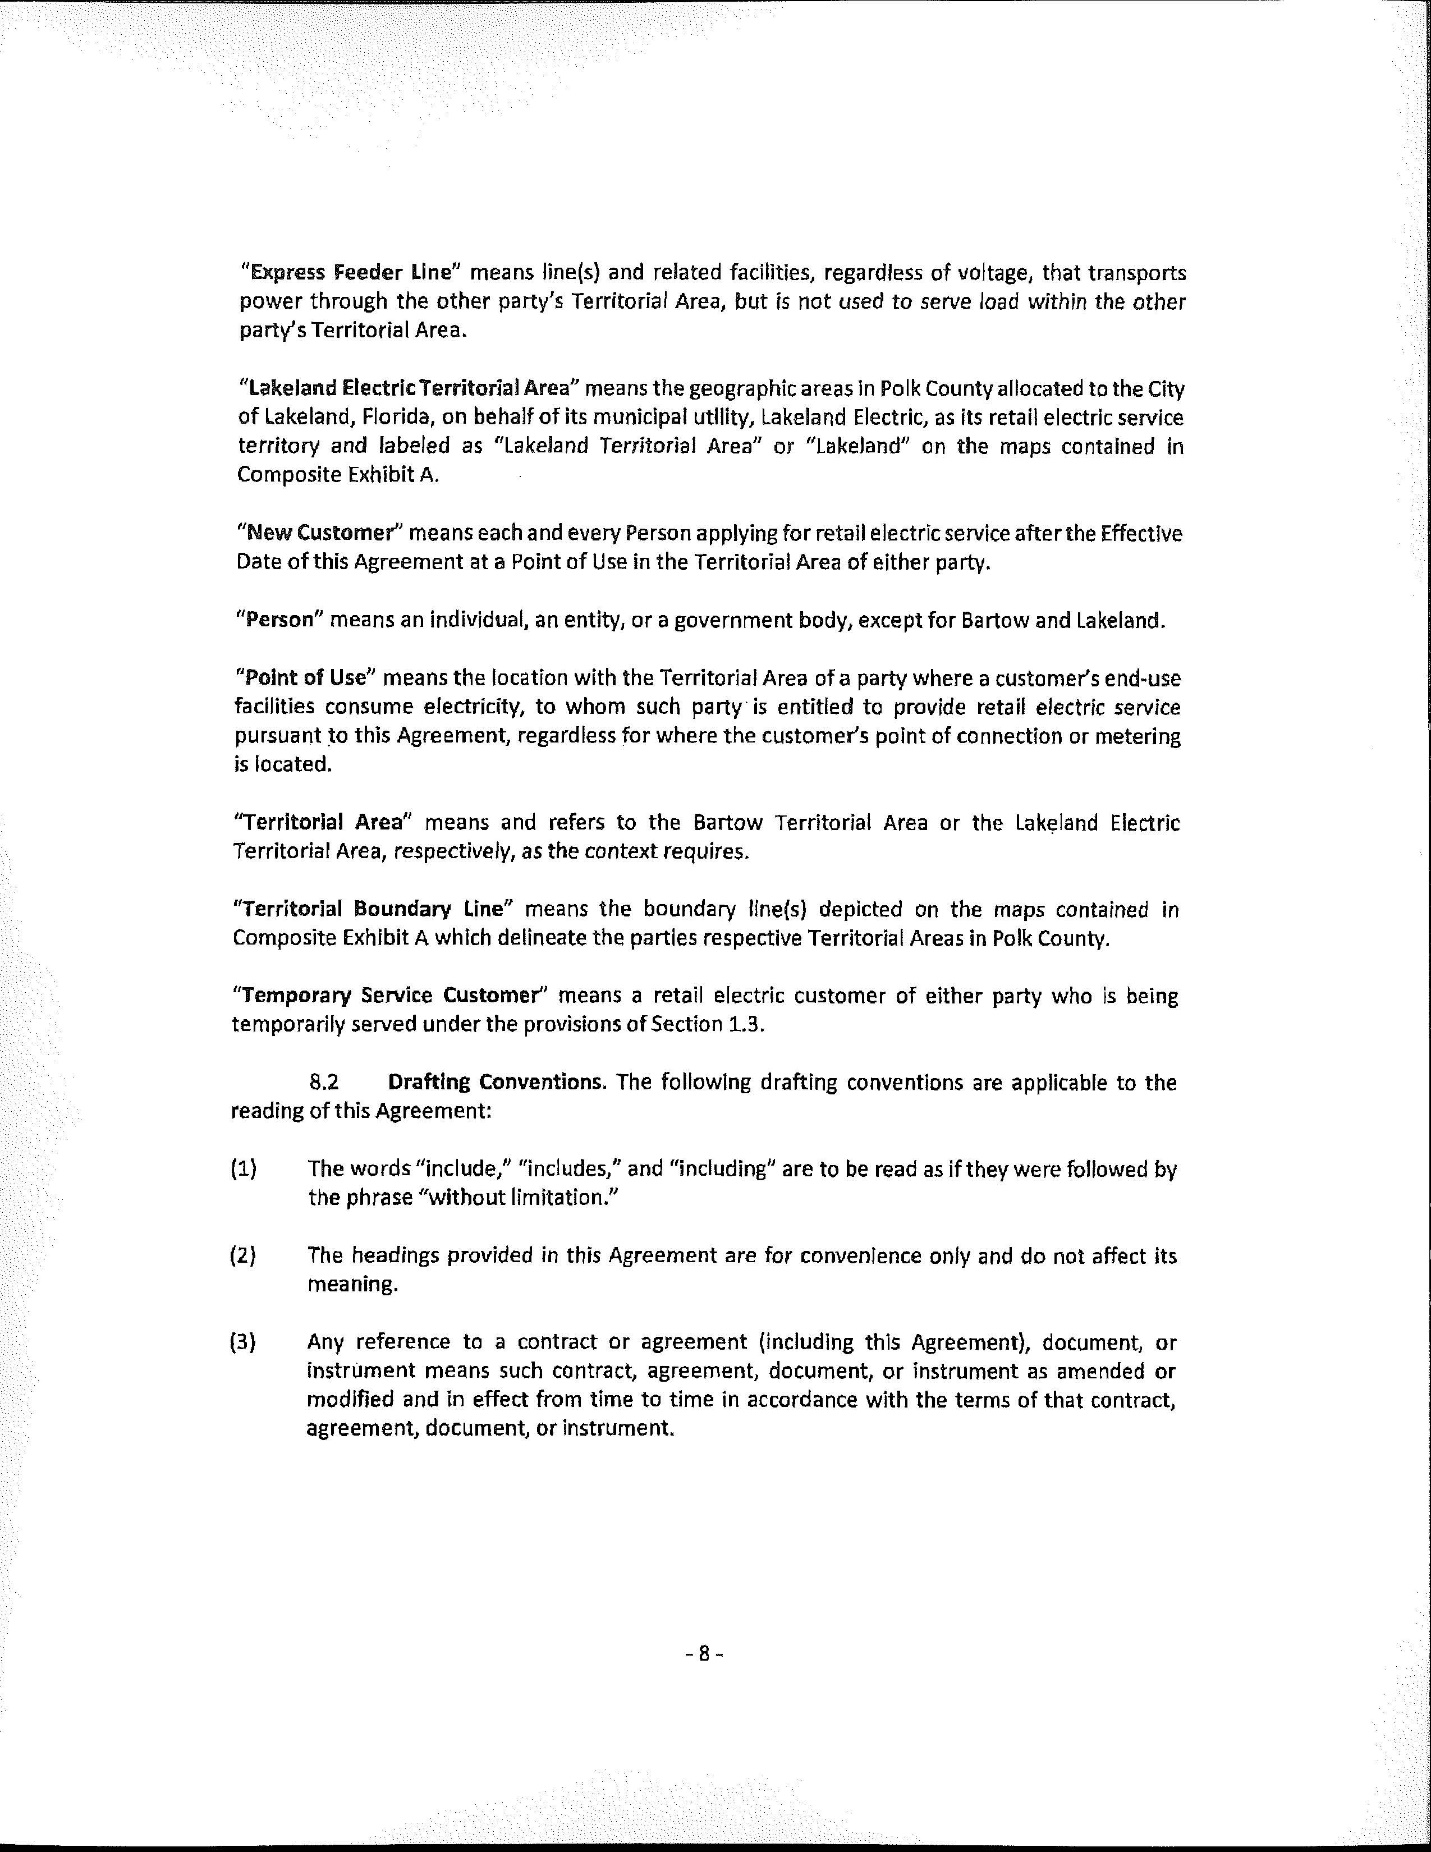 “Express Feeder Line” means line(s) and related facilities, regardless of voltage, that transports
power through the other party’s Territorial Area, but is not used to serve load within the other
party’s Territorial Area.
“Lakeland Electric Territorial Area” means the geographic areas in Polk County allocated to the City
of Lakeland, Florida, on behalf of its municipal utility, Lakeland Electric, as its retail electric service
territory and labeled as “Lakeland Territorial Area” or “Lakeland” on the maps contained in
Composite Exhibit A.
“New Customer” means each and every Person applying for retail electric service after the Effective
Date of this Agreement at a Point of Use in the Territorial Area of either party.
“Person” means an individual, an entity, or a government body, except for Bartow and Lakeland.
“Point of Use” means the location with the Territorial Area of a party where a customer’s end-use
facilities consume electricity, to whom such party is entitled to provide retail electric service
pursuant to this Agreement, regardless for where the customer’s point of connection or metering
is located.
“Territorial Area” means and refers to the Bartow Territorial Area or the Lakeland Electric
Territorial Area, respectively, as the context requires.
“Territorial Boundary Line” means the boundary line(s) depicted on the maps contained in
Composite Exhibit A which delineate the parties respective Territorial Areas in Polk County.
“Temporary Service Customer” means a retail electric customer of either party who is being
temporarily served under the provisions of Section 1.3.
8.2 Drafting Conventions. The following drafting conventions are applicable to the
reading of this Agreement:
(1) The words “include,” “includes,” and “including” are to be read as if they were followed by
the phrase “without limitation.”
(2) The headings provided in this Agreement are for convenience only and do not affect its
meaning.
(3) Any reference to a contract or agreement (including this Agreement), document, or
instrument means such contract, agreement, document, or instrument as amended or
modified and in effect from time to time in accordance with the terms of that contract,
agreement, document, or instrument.
- 8 -